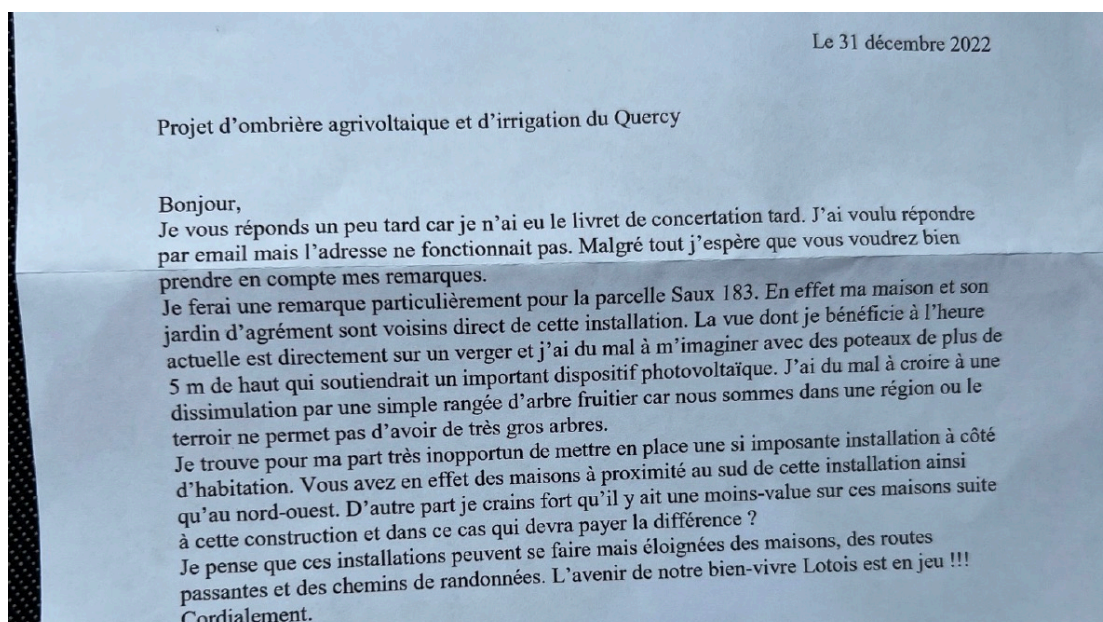 Le 31 décembre 2022
Projet d'ombrière agrivoltaique et d'irrigation du Quercy
Bonjour,
Je vous réponds un peu tard car je n'ai eu le livret de concertation tard. J'ai voulu répondre
par email mais l'adresse ne fonctionnait pas. Malgré tout j'espère que vous voudrez bien
prendre en compte mes remarques.
Je ferai une remarque particulièrement pour la parcelle Saux 183. En effet ma maison et son
jardin d'agrément sont voisins direct de cette installation. La vue dont je bénéficie à l'heure
actuelle est directement sur un verger et j'ai du mal à m'imaginer avec des poteaux de plus de
5 m de haut qui soutiendrait un important dispositif photovoltaïque. J'ai du mal à croire à une
dissimulation par une simple rangée d'arbre fruitier car nous sommes dans une région ou le
terroir ne permet pas d'avoir de très gros arbres.
Je trouve pour ma part très inopportun de mettre en place une si imposante installation à côté
d'habitation. Vous avez en effet des maisons à proximité au sud de cette installation ainsi
qu'au nord-ouest. D'autre part je crains fort qu'il y ait une moins-value sur ces maisons suite
à cette construction et dans ce cas qui devra payer la différence ?
Je pense que ces installations peuvent se faire mais éloignées des maisons, des routes
passantes et des chemins de randonnées. L'avenir de notre bien-vivre Lotois est en jeu !!!
Cordialement.